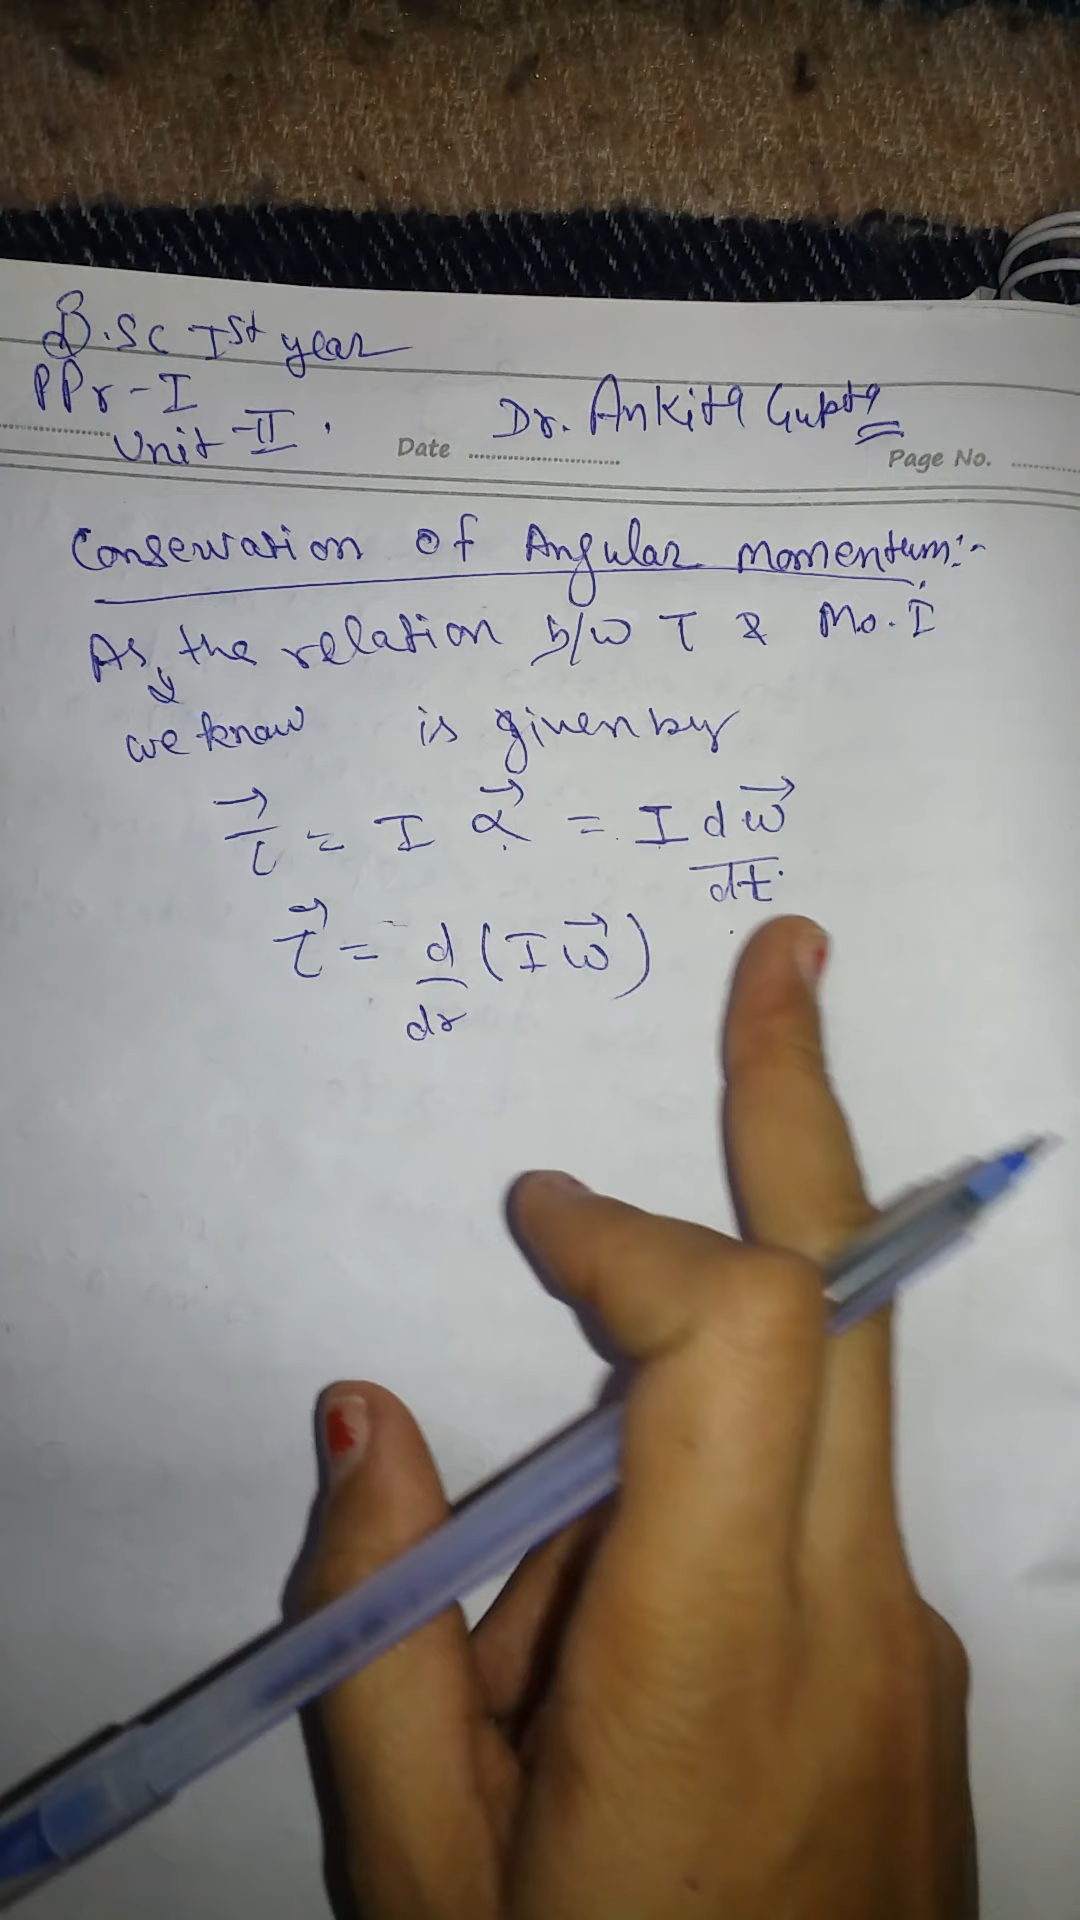 B.Sc Ist year
PPr-I
Unit-II.
Dr. Ankita Gupta
Date
Page No.
Conservation of Angular momentum:-
As the relation b/w τ & Mo.I
we know is given by
τ⃗ = I α⃗ = I dω⃗/dt
τ⃗ = d/dr (I ω⃗)